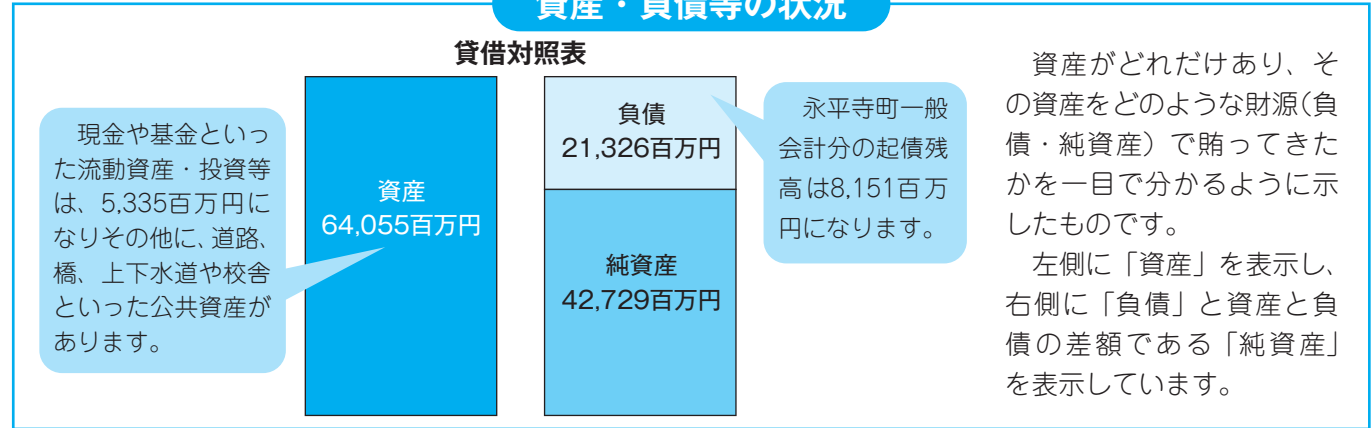 資産・負債等の状況
貸借対照表
現金や基金といっ
た流動資産・投資等
は、5,335百万円に
なりその他に、道路、
橋、上下水道や校舎
といった公共資産が
あります。
資産
64,055百万円
負債
21,326百万円
純資産
42,729百万円
永平寺町一般
会計分の起債残
高は8,151百万
円になります。
資産がどれだけあり、そ
の資産をどのような財源(負
債・純資産）で賄ってきた
かを一目で分かるように示
したものです。
左側に「資産」を表示し、
右側に「負債」と資産と負
債の差額である「純資産」
を表示しています。